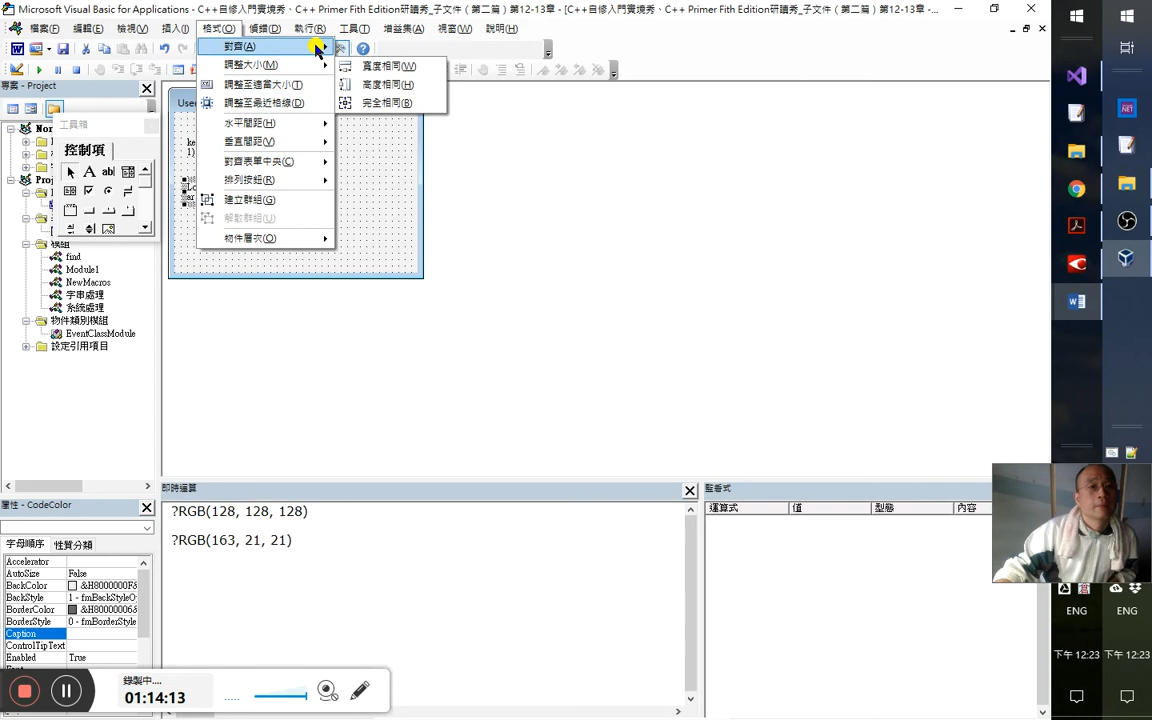 Microsoft Visual Basic for Applications - C++自修入門實境秀、C++ Primer Fith Edition研讀秀_子文件（第二篇）第12-13章 - [C++自修入門實境秀、C++ Primer Fith Edition研讀秀_子文件（第二篇）第12-13章-...
檔案(F) 編輯(E) 檢視(V) 插入(I) 格式(O) 偵錯(D) 執行(R) 工具(T) 增益集(A) 視窗(W) 說明(H)
對齊(A)
調整大小(M)
調整至適當大小(T)
調整至最近格線(D)
水平間距(H)
垂直間距(V)
對齊表單中央(C)
排列按鈕(R)
建立群組(G)
解散群組(U)
物件層次(O)
寬度相同(W)
高度相同(H)
完全相同(B)
專案 - Project
工具箱
控制項
Nor
Proj
User
ke
1)
模組
find
Module1
NewMacros
字串處理
系統處理
物件類別模組
EventClassModule
設定引用項目
屬性 - CodeColor
字母順序 性質分類
Accelerator
AutoSize False
BackColor &H8000000F&
BackStyle 1 - fmBackStyleO
BorderColor &H80000006&
BorderStyle 0 - fmBorderStyle
Caption
ControlTipText
Enabled True
即時運算
?RGB(128, 128, 128)
?RGB(163, 21, 21)
監看式
運算式 值 型態 內容
錄製中....
01:14:13
ENG ENG
下午 12:23 下午 12:23